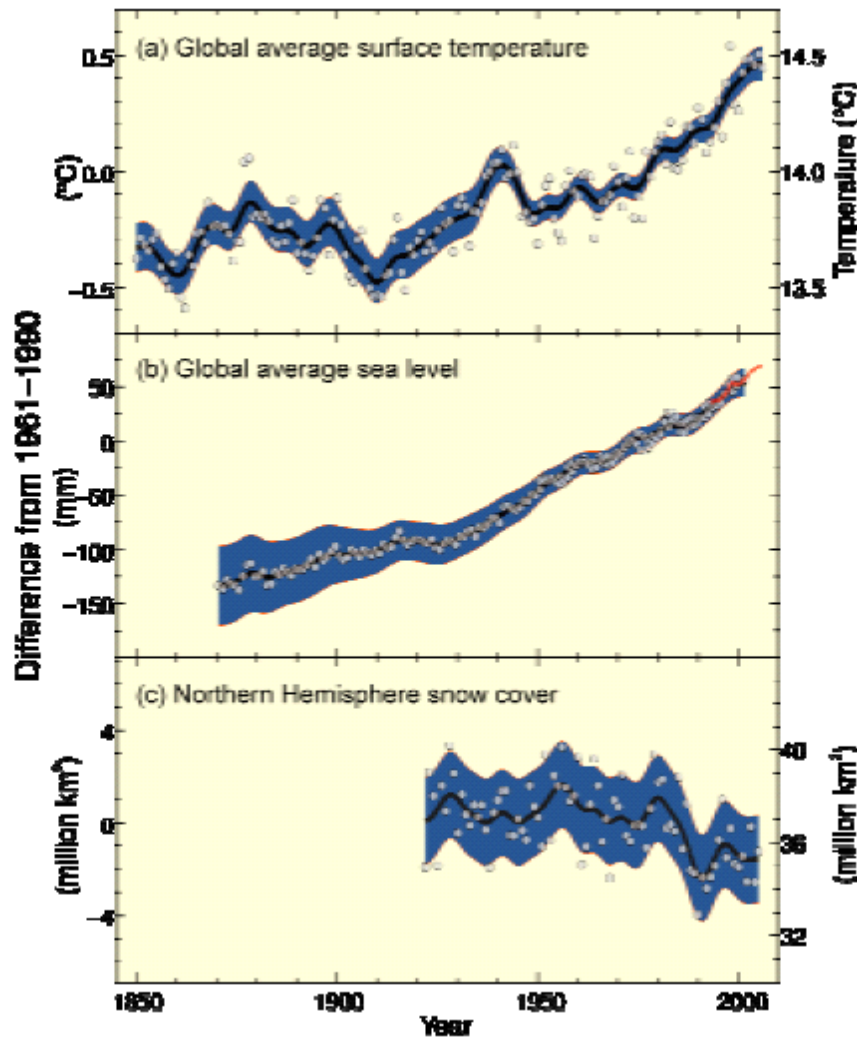 (a) Global average surface temperature
0.5
0.0
−0.5
(°C)
14.5
14.0
13.5
Temperature (°C)
Difference from 1961–1990
(b) Global average sea level
50
0
−50
−100
−150
(mm)
(c) Northern Hemisphere snow cover
4
0
−4
(million km²)
40
36
32
(million km²)
1850
1900
1950
2000
Year